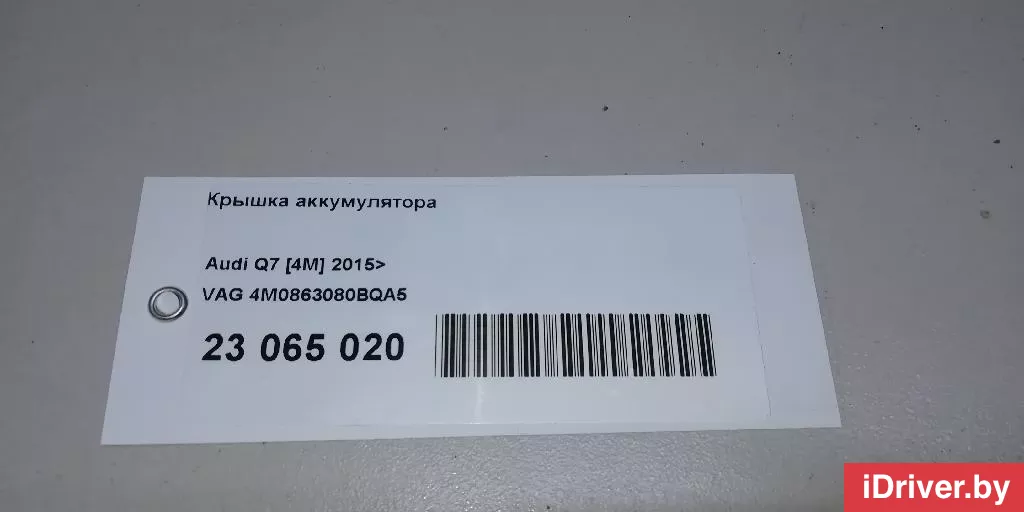 Крышка аккумулятора
Audi Q7 [4M] 2015>
VAG 4M0863080BQA5
23 065 020
iDriver.by